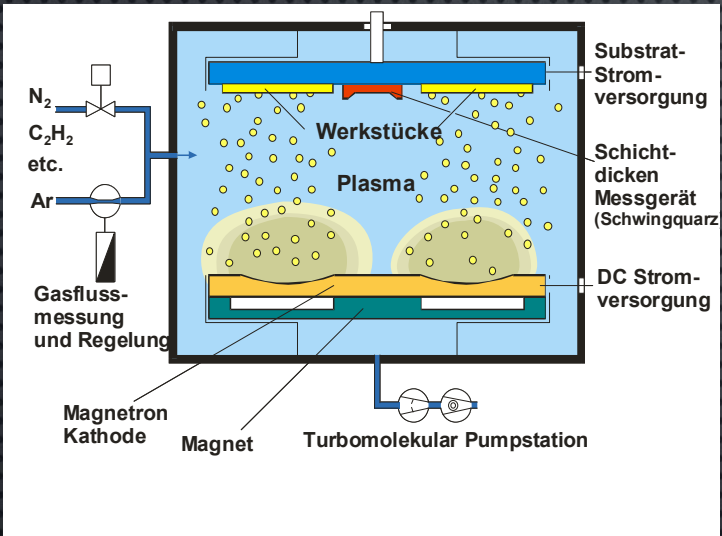 N₂
C₂H₂
etc.
Ar
Gasfluss-
messung
und Regelung
Werkstücke
Plasma
Substrat-
Strom-
versorgung
Schicht-
dicken
Messgerät
(Schwingquarz)
DC Strom-
versorgung
Magnetron
Kathode
Magnet
Turbomolekular Pumpstation